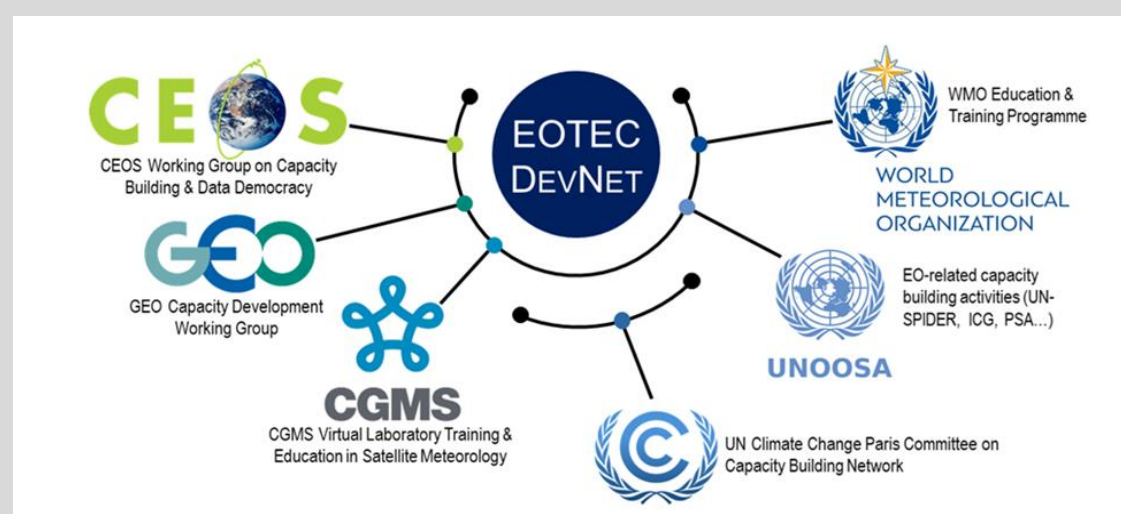 CEOS
CEOS Working Group on Capacity
Building & Data Democracy
GEO
GEO Capacity Development
Working Group
CGMS
CGMS Virtual Laboratory Training &
Education in Satellite Meteorology
EOTEC
DEVNET
WMO Education &
Training Programme
WORLD
METEOROLOGICAL
ORGANIZATION
EO-related capacity
building activities (UN-
SPIDER, ICG, PSA...)
UNOOSA
UN Climate Change Paris Committee on
Capacity Building Network